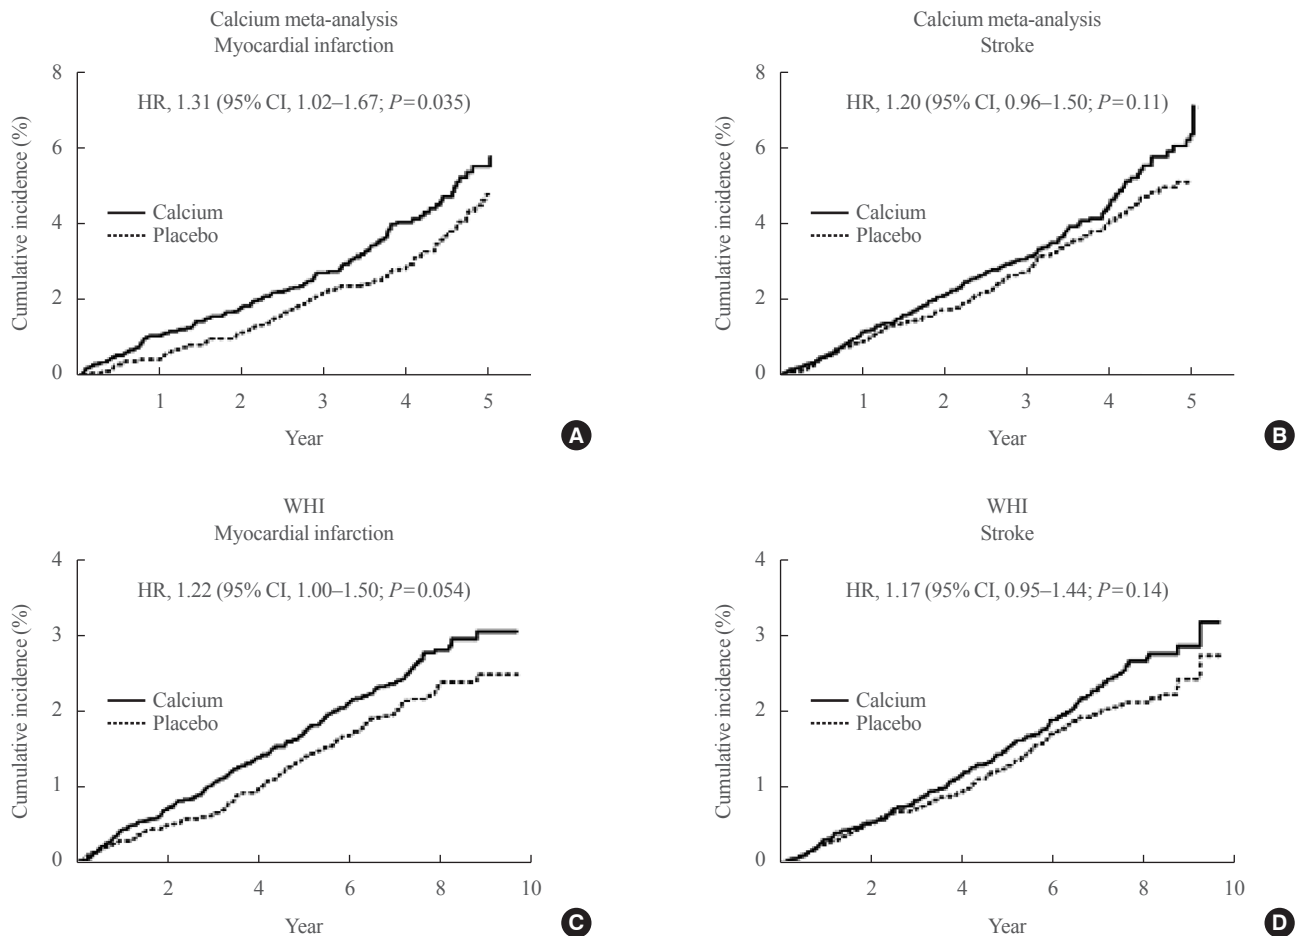 Calcium meta-analysis
Myocardial infarction
8
6
4
2
0
Cumulative incidence (%)
HR, 1.31 (95% CI, 1.02–1.67; P=0.035)
Calcium
Placebo
1 2 3 4 5
Year
A
Calcium meta-analysis
Stroke
8
6
4
2
0
Cumulative incidence (%)
HR, 1.20 (95% CI, 0.96–1.50; P=0.11)
Calcium
Placebo
1 2 3 4 5
Year
B
WHI
Myocardial infarction
4
3
2
1
0
Cumulative incidence (%)
HR, 1.22 (95% CI, 1.00–1.50; P=0.054)
Calcium
Placebo
2 4 6 8 10
Year
C
WHI
Stroke
4
3
2
1
0
Cumulative incidence (%)
HR, 1.17 (95% CI, 0.95–1.44; P=0.14)
Calcium
Placebo
2 4 6 8 10
Year
D